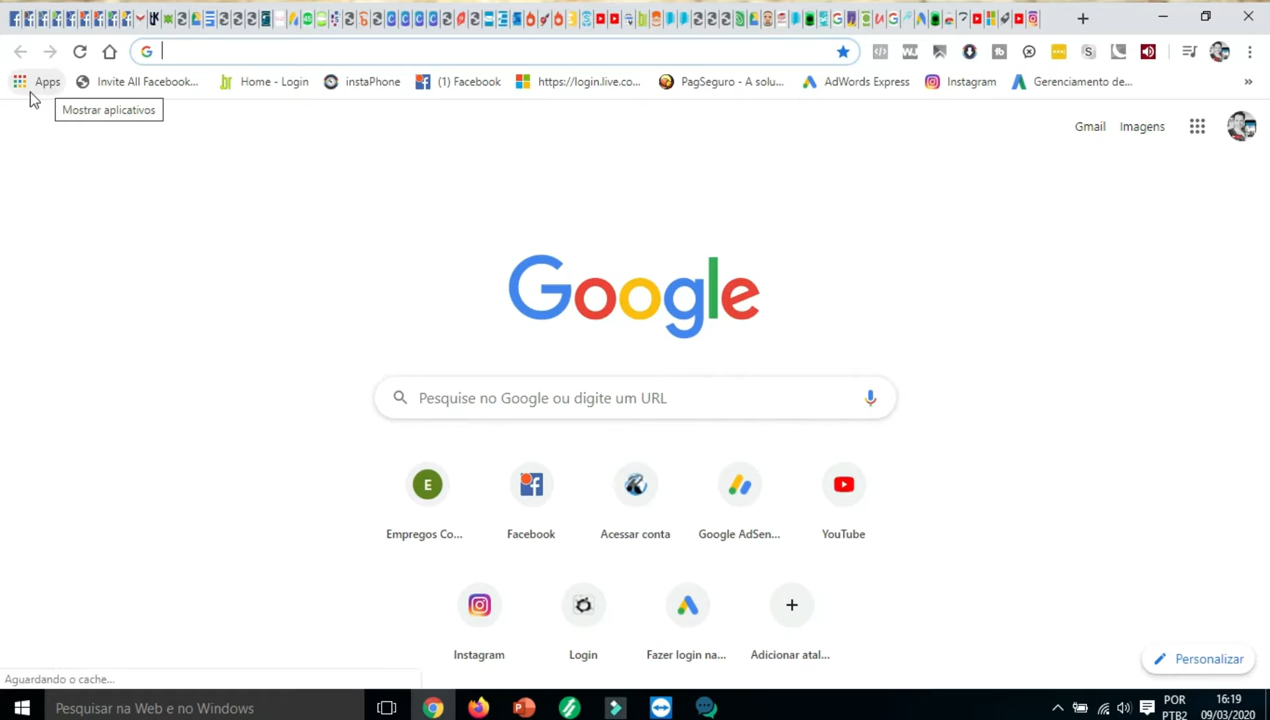 Apps
Invite All Facebook...
Home - Login
instaPhone
(1) Facebook
https://login.live.co...
PagSeguro - A solu...
AdWords Express
Instagram
Gerenciamento de...
»
Mostrar aplicativos
Gmail
Imagens
Google
Pesquise no Google ou digite um URL
E
Empregos Co...
Facebook
Acessar conta
Google AdSen...
YouTube
Instagram
Login
Fazer login na...
Adicionar atal...
Personalizar
Aguardando o cache...
Pesquisar na Web e no Windows
POR
PTB2
16:19
09/03/2020